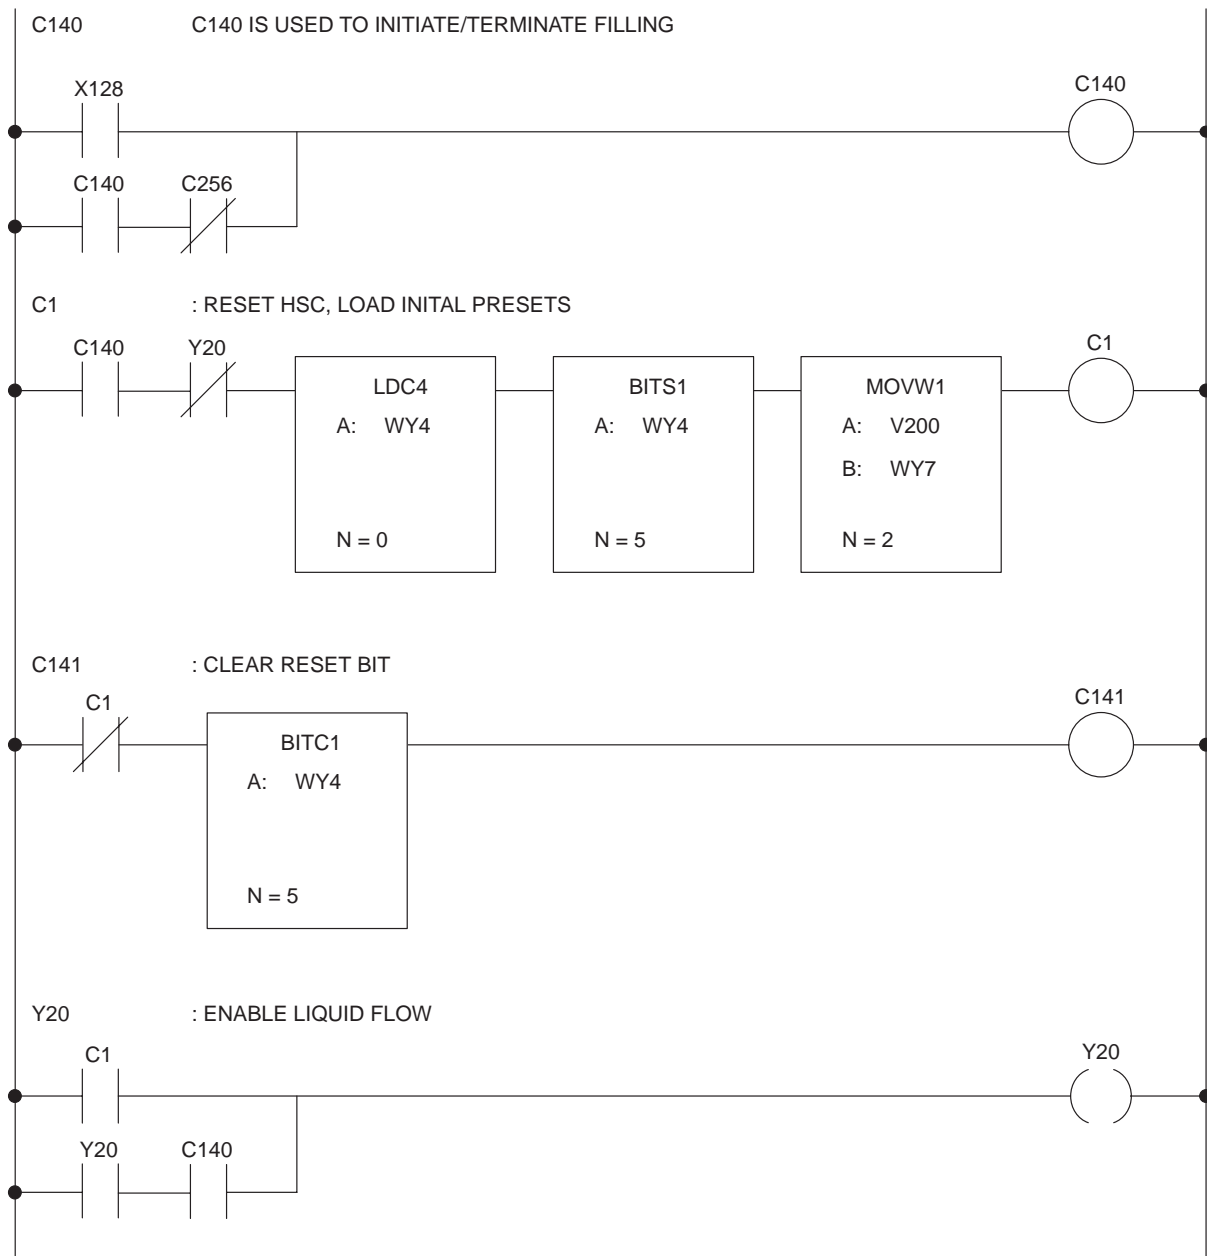 C140 C140 IS USED TO INITIATE/TERMINATE FILLING
X128 C140
C140 C256
C1 : RESET HSC, LOAD INITAL PRESETS
C140 Y20 C1
LDC4 BITS1 MOVW1
A: WY4 A: WY4 A: V200
B: WY7
N = 0 N = 5 N = 2
C141 : CLEAR RESET BIT
C1 C141
BITC1
A: WY4
N = 5
Y20 : ENABLE LIQUID FLOW
C1 Y20
Y20 C140